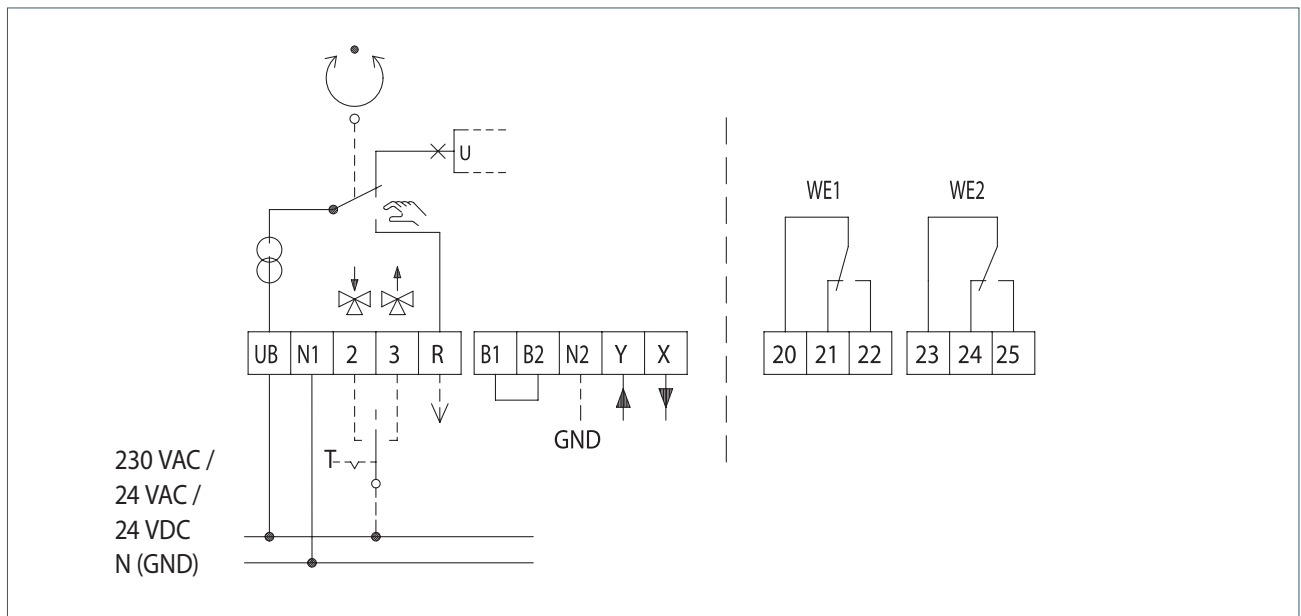 U
WE1
WE2
UB N1 2 3 R
B1 B2 N2 Y X
20 21 22
23 24 25
GND
T
230 VAC /
24 VAC /
24 VDC
N (GND)